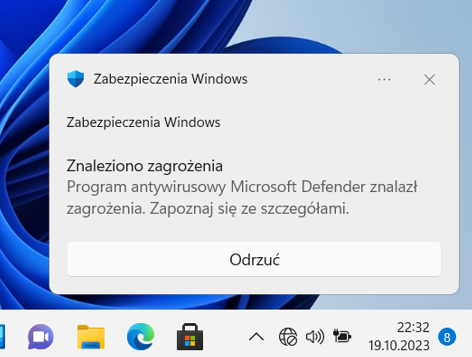 Zabezpieczenia Windows
Zabezpieczenia Windows
Znaleziono zagrożenia
Program antywirusowy Microsoft Defender znalazł
zagrożenia. Zapoznaj się ze szczegółami.
Odrzuć
22:32
19.10.2023
8